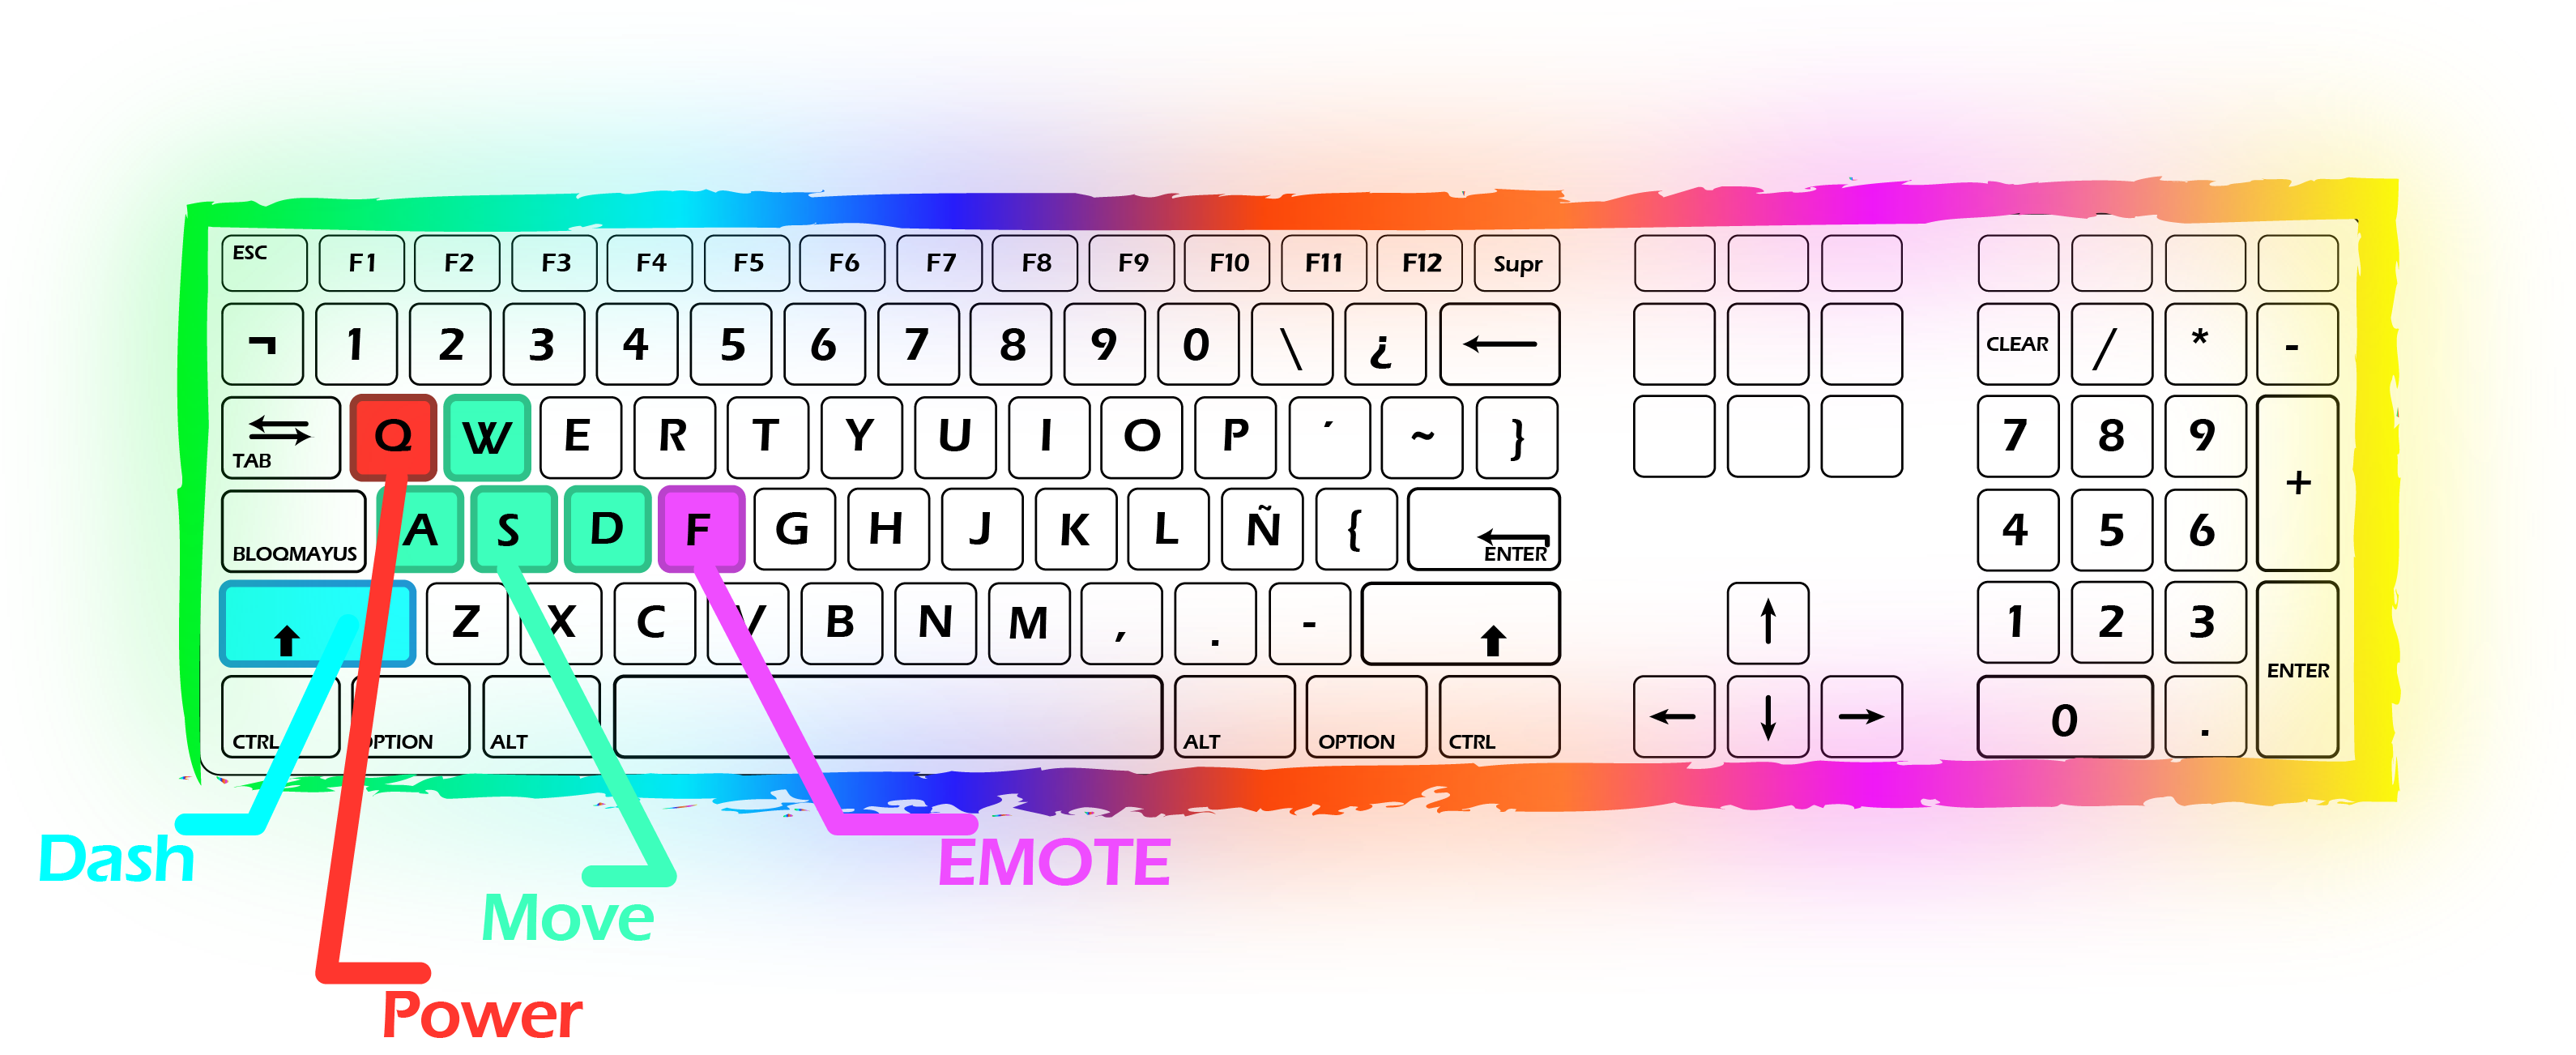 ESC F1 F2 F3 F4 F5 F6 F7 F8 F9 F10 F11 F12 Supr
¬ 1 2 3 4 5 6 7 8 9 0 \ ¿ ← CLEAR / * -
TAB Q W E R T Y U I O P ´ ~ } 7 8 9 +
BLOQMAYUS A S D F G H J K L Ñ { ENTER 4 5 6
Z X C V B N M , . - ↑ 1 2 3 ENTER
CTRL OPTION ALT ALT OPTION CTRL ← ↓ → 0 .
Dash
EMOTE
Move
Power